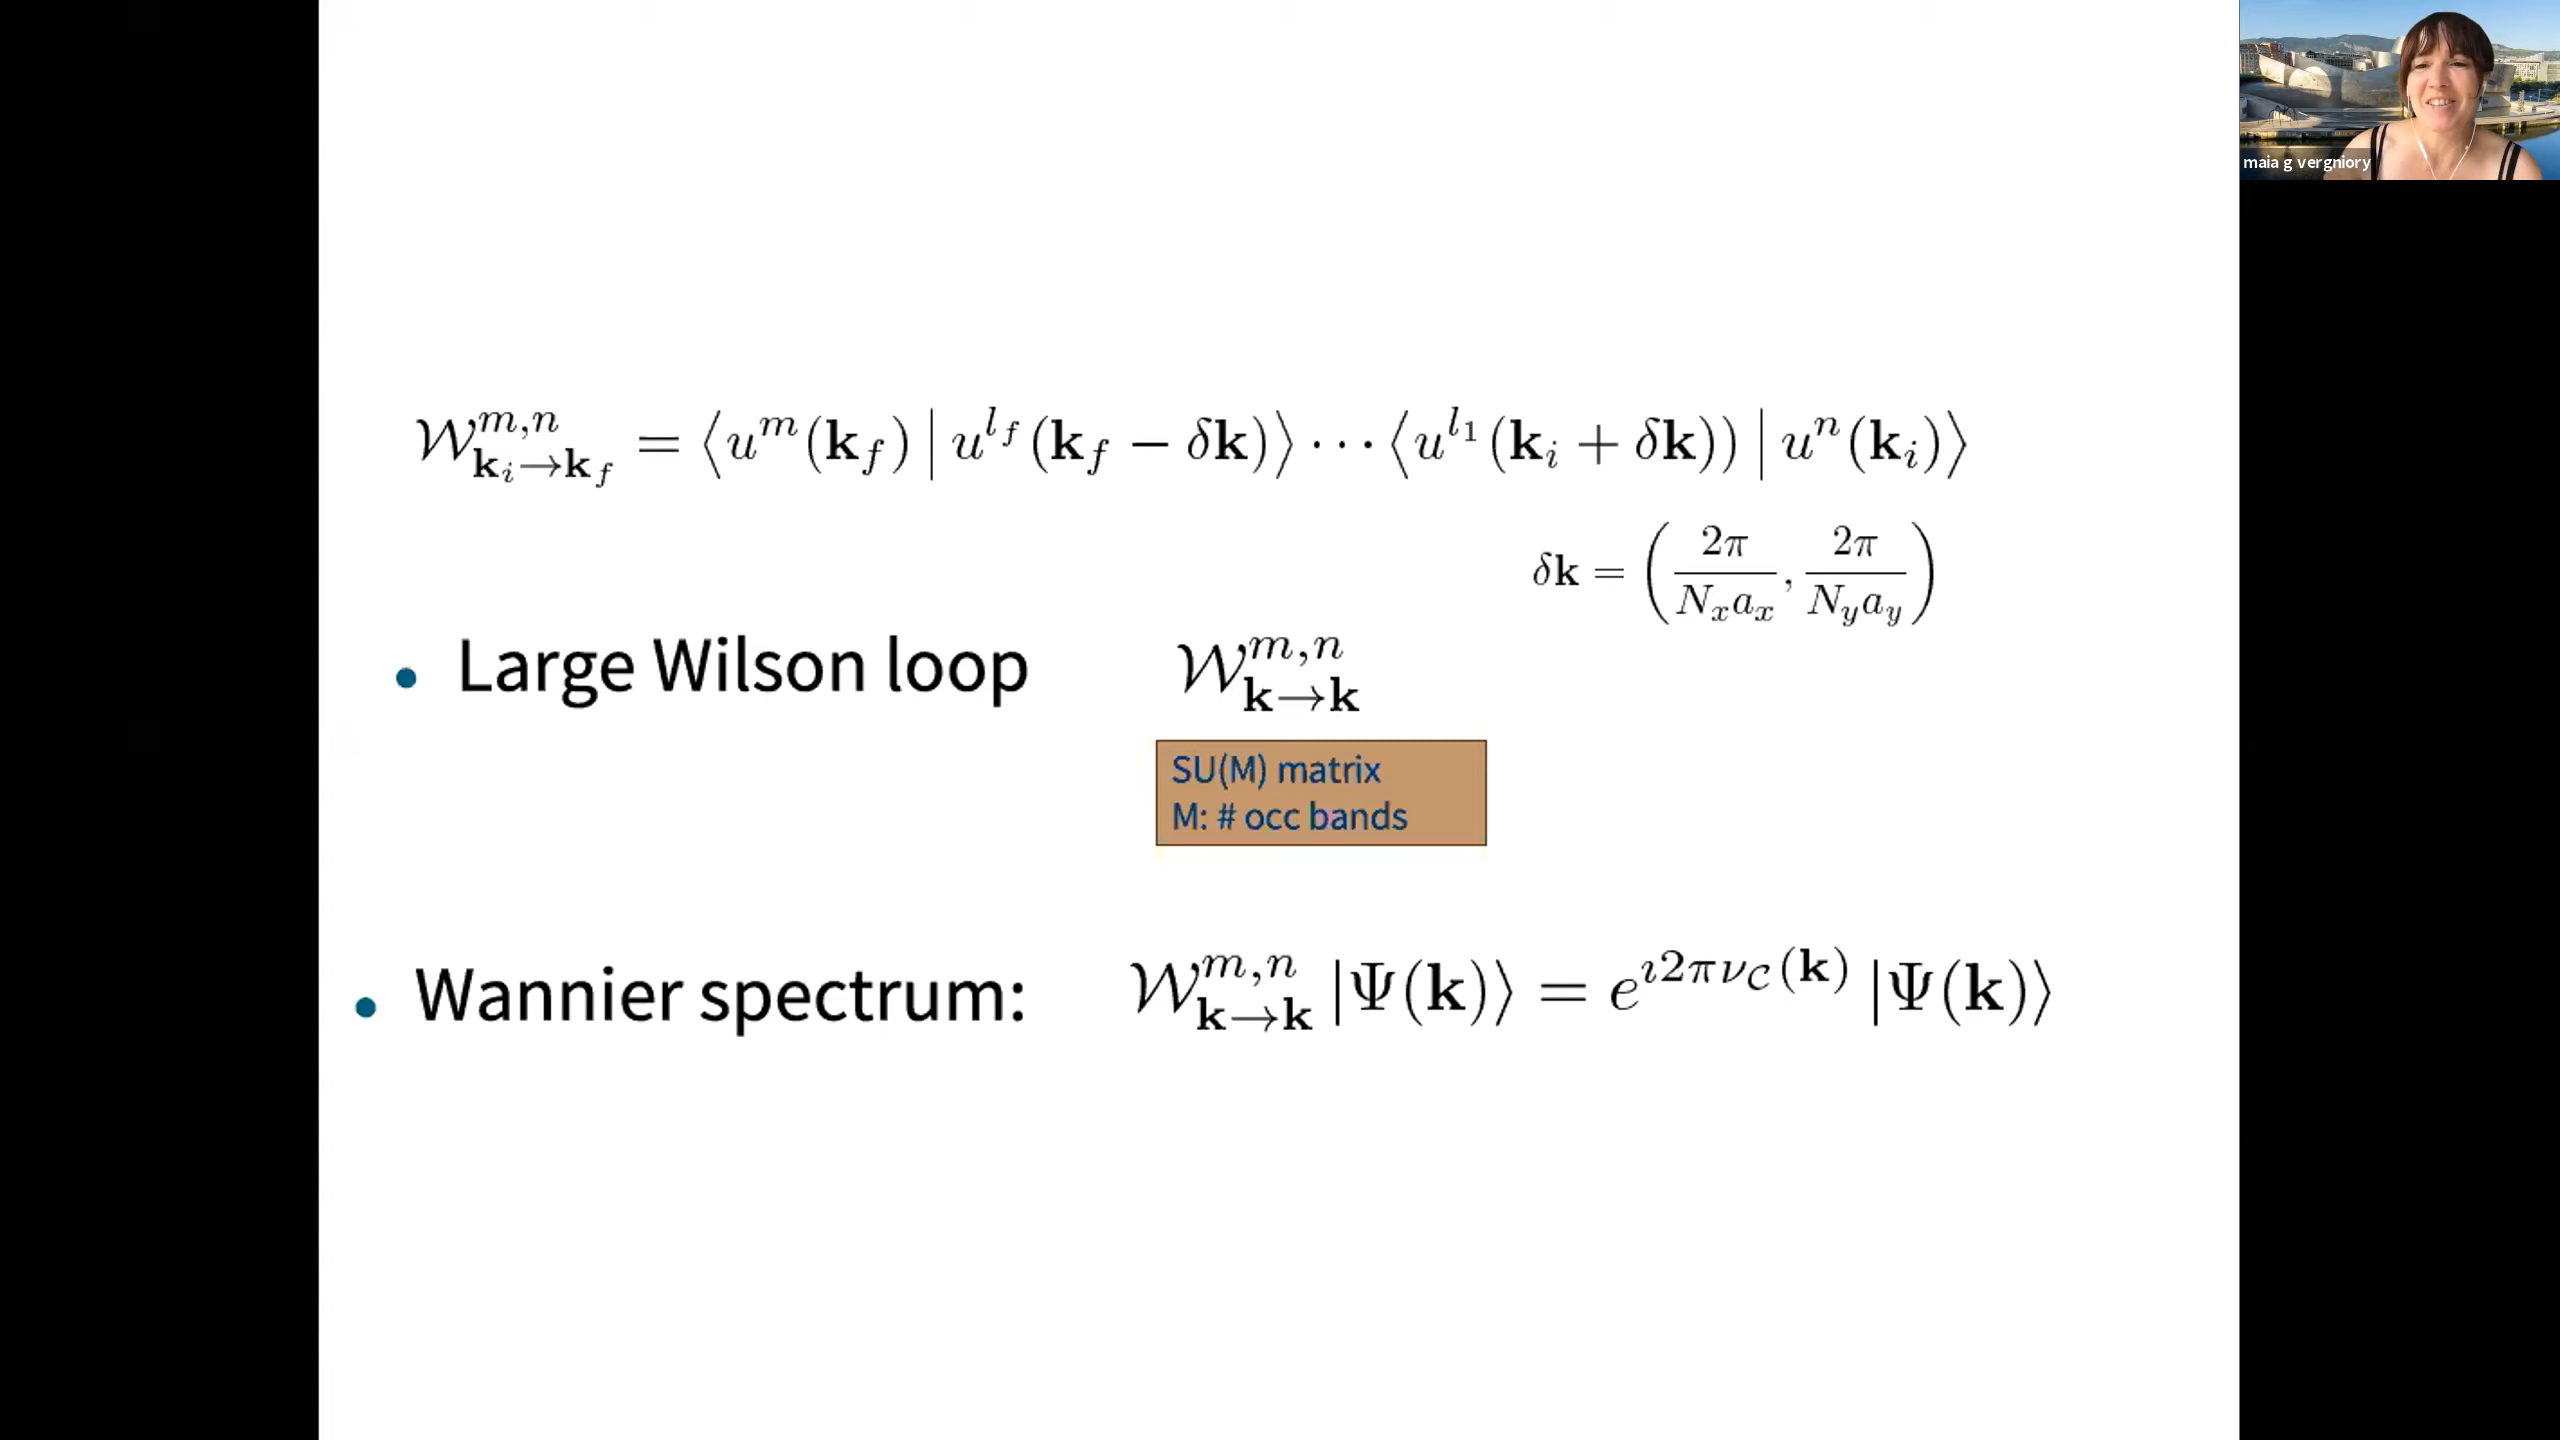 maia g vergniory
𝒲^{m,n}_{𝐤_i→𝐤_f} = ⟨u^m(𝐤_f) | u^{l_f}(𝐤_f − δ𝐤)⟩ ⋯ ⟨u^{l_1}(𝐤_i + δ𝐤)) | u^n(𝐤_i)⟩
δ𝐤 = (2π/(N_x a_x), 2π/(N_y a_y))
• Large Wilson loop 𝒲^{m,n}_{𝐤→𝐤}
SU(M) matrix
M: # occ bands
• Wannier spectrum: 𝒲^{m,n}_{𝐤→𝐤} |Ψ(𝐤)⟩ = e^{ı2πν_𝒞(𝐤)} |Ψ(𝐤)⟩